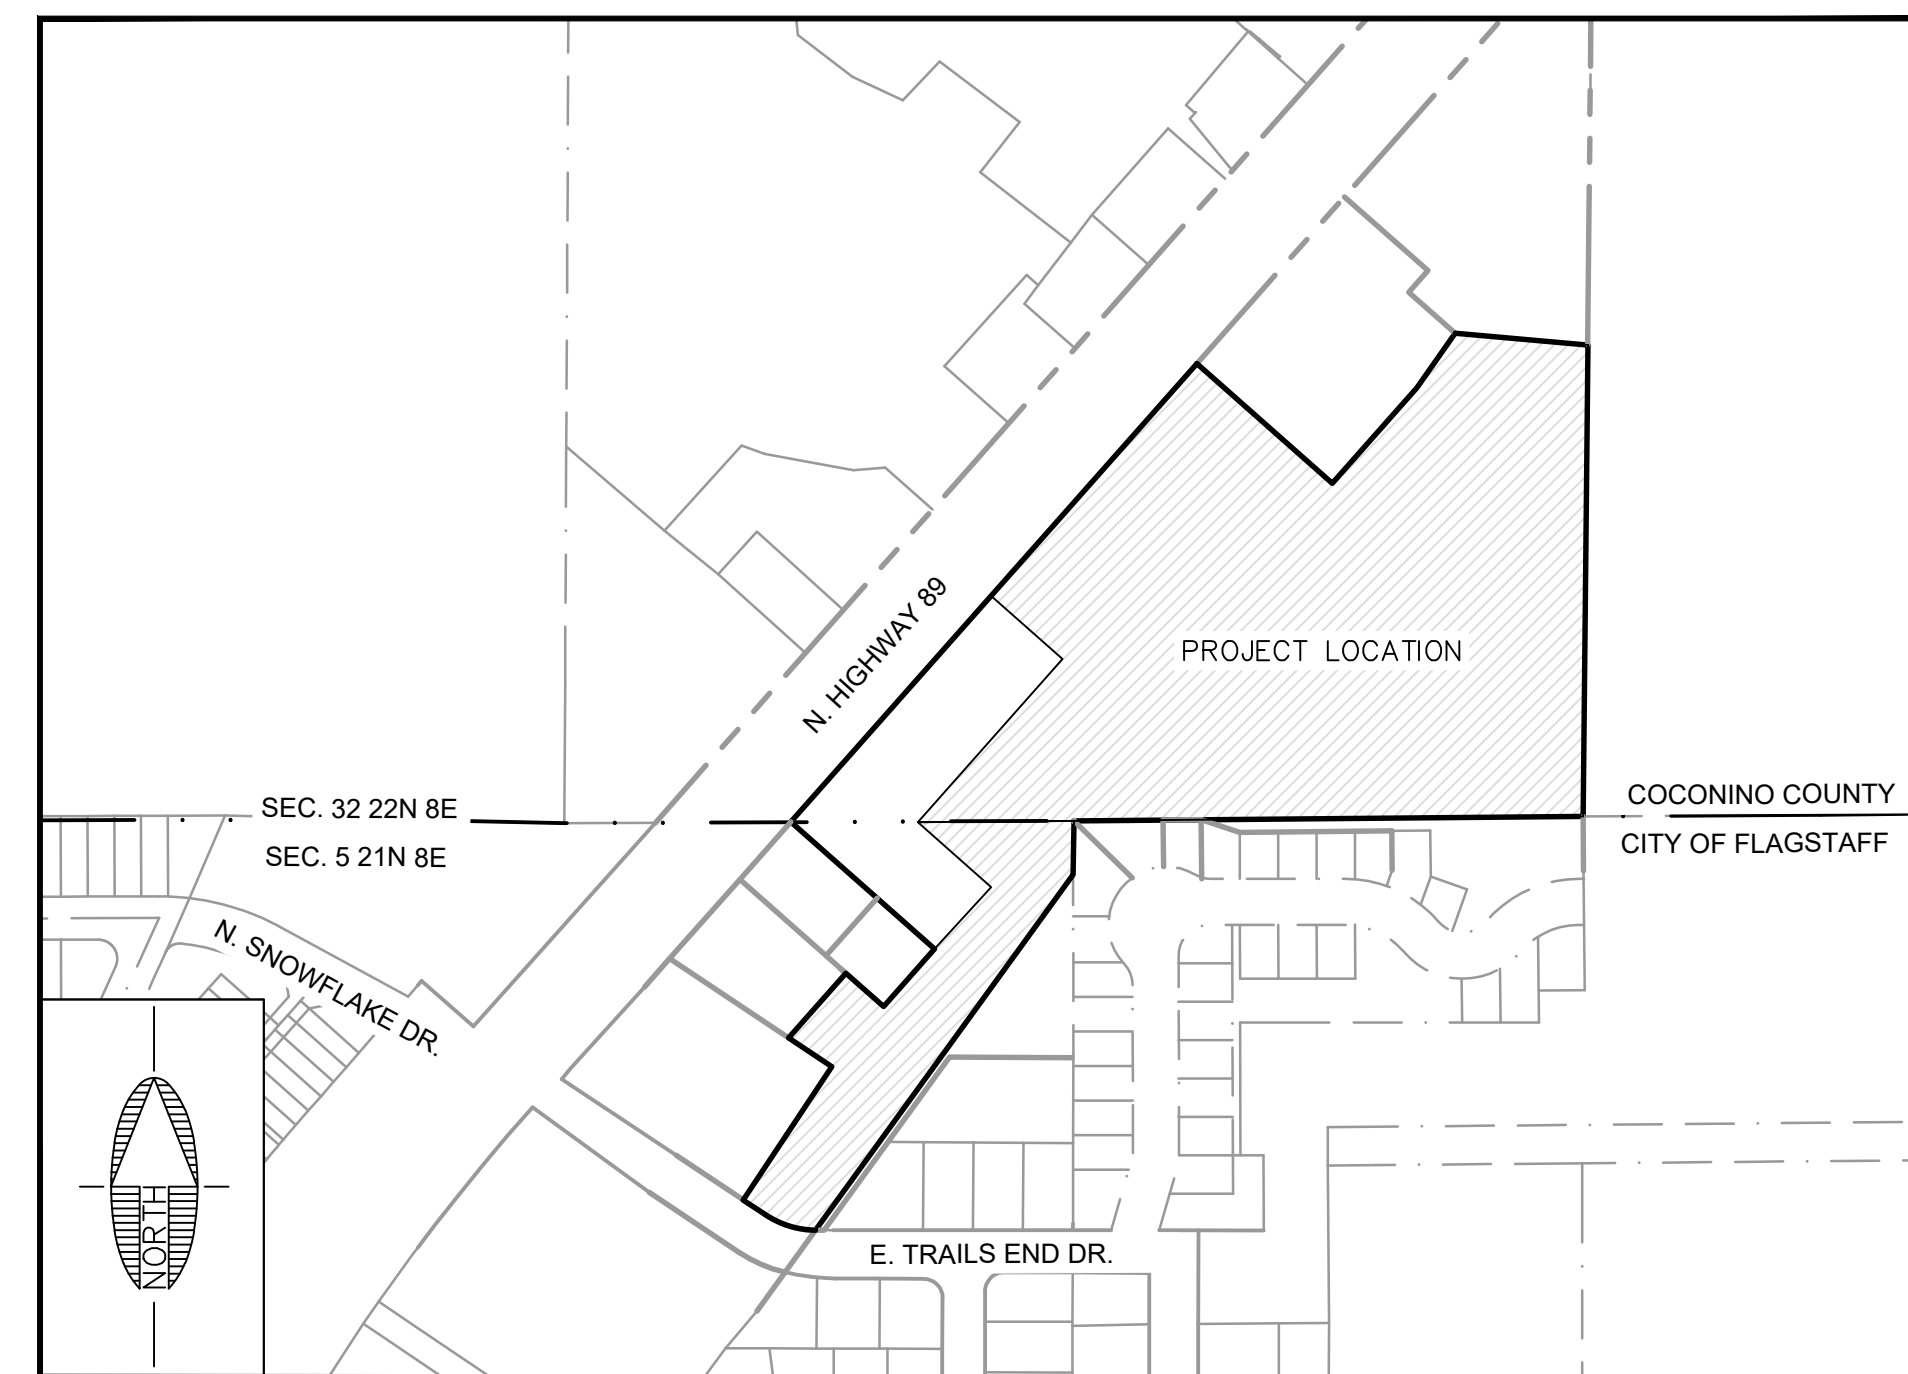 N. HIGHWAY 89
PROJECT LOCATION
SEC. 32 22N 8E
SEC. 5 21N 8E
COCONINO COUNTY
CITY OF FLAGSTAFF
N. SNOWFLAKE DR.
NORTH
E. TRAILS END DR.